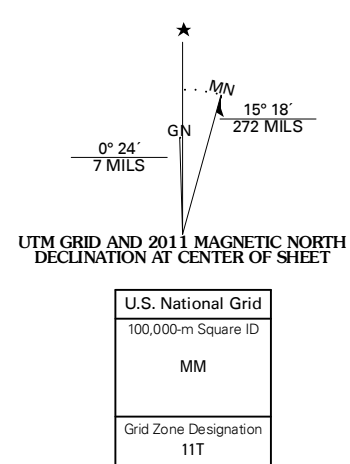 MN
GN
15° 18´
272 MILS
0° 24´
7 MILS
UTM GRID AND 2011 MAGNETIC NORTH
DECLINATION AT CENTER OF SHEET
U.S. National Grid
100,000-m Square ID
MM
Grid Zone Designation
11T